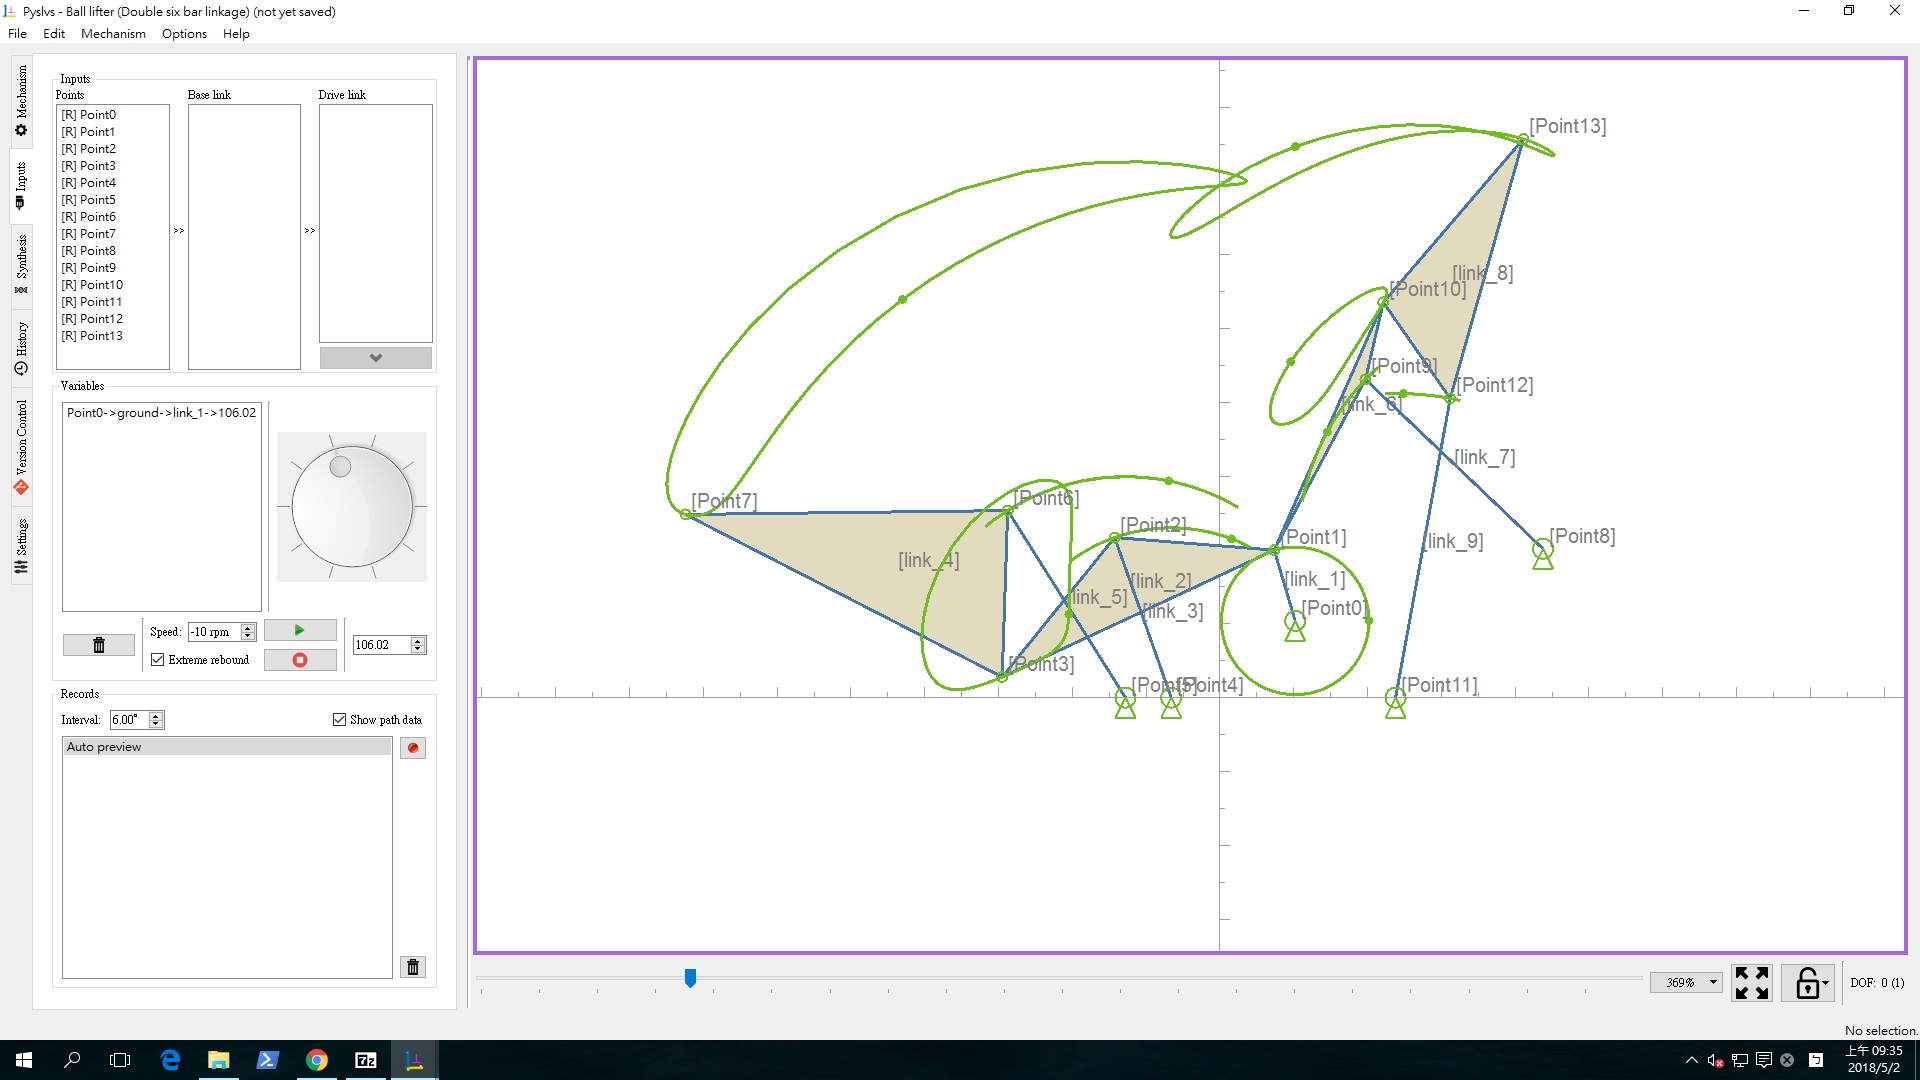 Pyslvs - Ball lifter (Double six bar linkage) (not yet saved)
File Edit Mechanism Options Help
Mechanism
Inputs
Synthesis
History
Version Control
Settings
Inputs
Points Base link Drive link
[R] Point0
[R] Point1
[R] Point2
[R] Point3
[R] Point4
[R] Point5
[R] Point6
[R] Point7
[R] Point8
[R] Point9
[R] Point10
[R] Point11
[R] Point12
[R] Point13
>> >>
Variables
Point0->ground->link_1->106.02
Speed: -10 rpm
Extreme rebound
106.02
Records
Interval: 6.00°
Show path data
Auto preview
[Point13]
[link_8]
[Point10]
[Point9]
[Point12]
[link_6]
[link_7]
[Point7]
[Point6]
[Point2]
[Point1]
[Point8]
[link_9]
[link_4]
[link_2]
[link_1]
[link_5]
[link_3]
[Point0]
[Point3]
[Point5]
[Point4]
[Point11]
369%
DOF: 0 (1)
No selection.
上午 09:35
2018/5/2